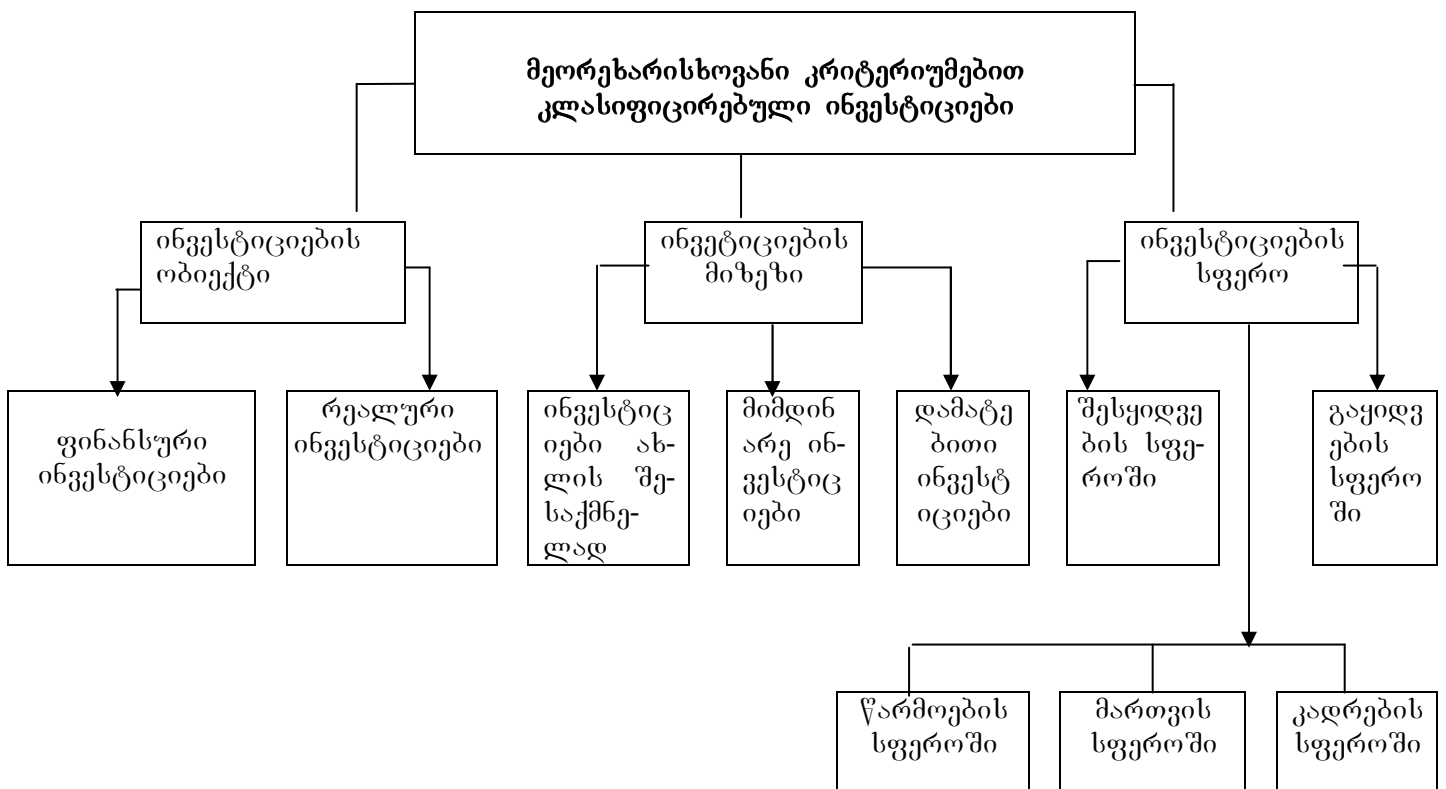 მეორეხარისხოვანი კრიტერიუმებით
კლასიფიცირებული ინვესტიციები
ინვესტიციების
ობიექტი
ინვეტიციების
მიზეზი
ინვესტიციების
სფერო
ფინანსური
ინვესტიციები
რეალური
ინვესტიციები
ინვესტიც
იები ახ-
ლის შე-
საქმნე-
ლად
მიმდინ
არე ინ-
ვესტიც
იები
დამატე
ბითი
ინვესტ
იციები
შესყიდვე
ბის სფე-
როში
გაყიდვ
ების
სფერო
ში
წარმოების
სფეროში
მართვის
სფეროში
კადრების
სფეროში